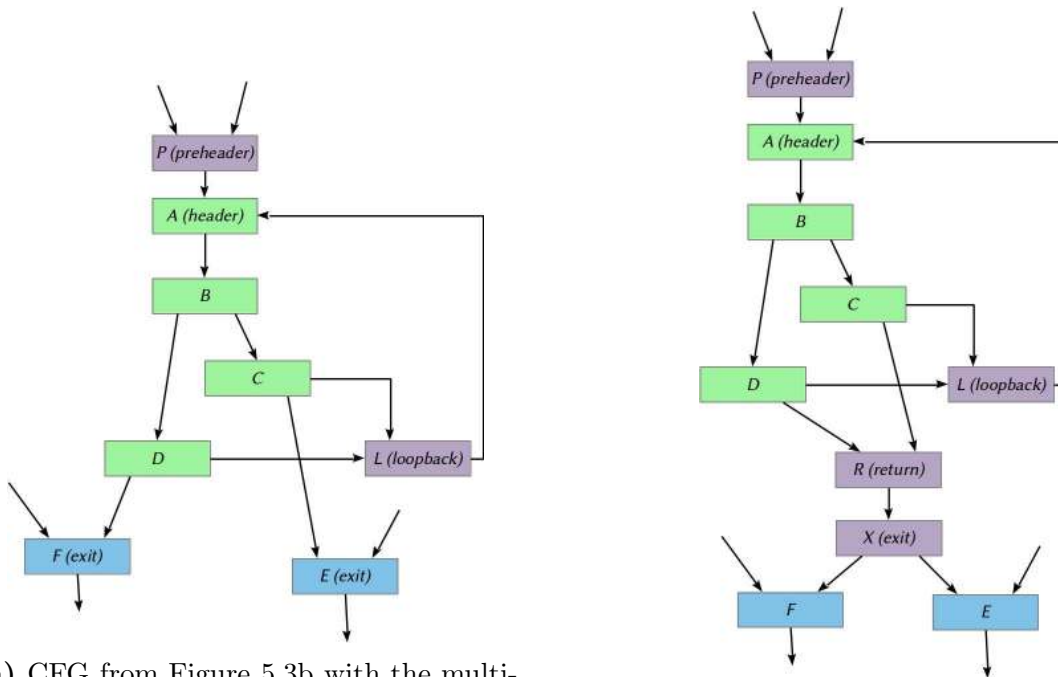 P (preheader)
A (header)
B
C
D
L (loopback)
F (exit)
E (exit)
P (preheader)
A (header)
B
C
D
L (loopback)
R (return)
X (exit)
F
E
CFG from Figure 5.3b with the multi-